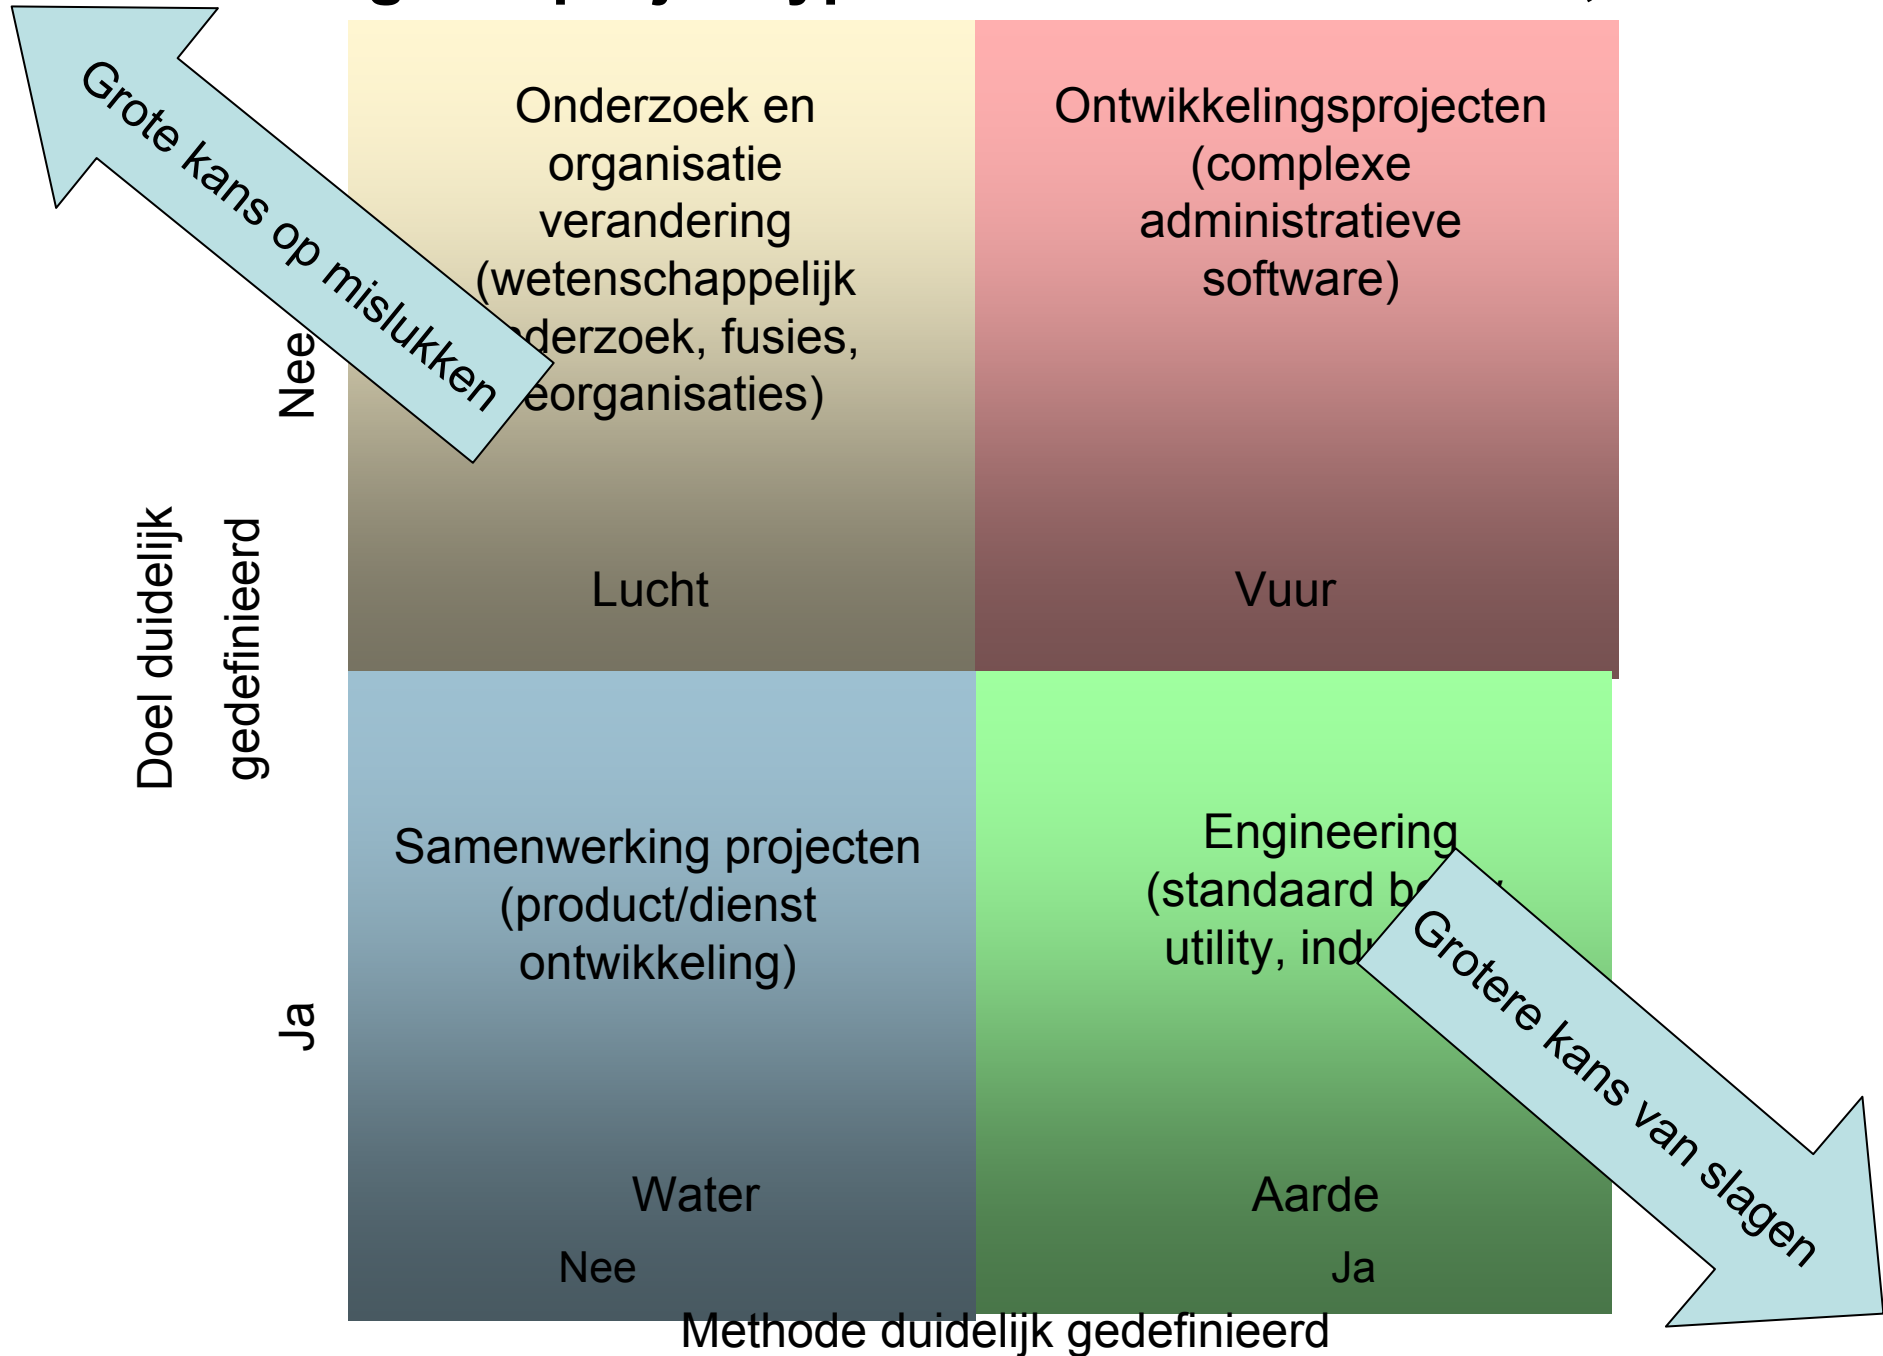 Grote kans op mislukken
Onderzoek en
organisatie
verandering
(wetenschappelijk
derzoek, fusies,
eorganisaties)
Lucht
Ontwikkelingsprojecten
(complexe
administratieve
software)
Vuur
Nee
Doel duidelijk
gedefinieerd
Ja
Samenwerking projecten
(product/dienst
ontwikkeling)
Water
Engineering
(standaard
utility,
Grotere kans van slagen
Aarde
Nee
Ja
Methode duidelijk gedefinieerd